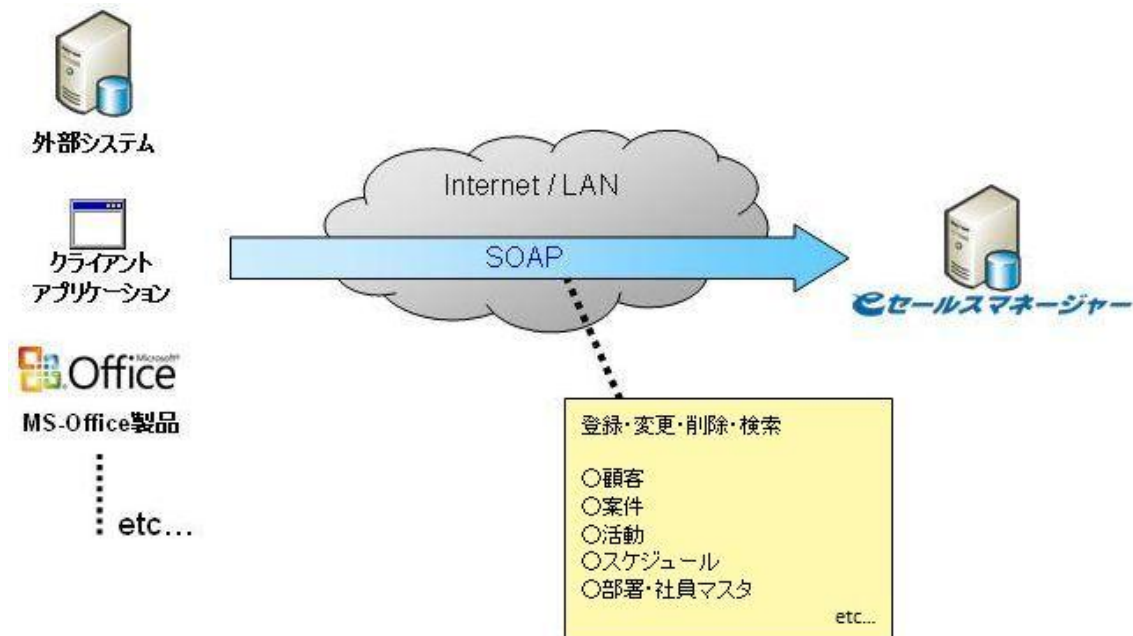 外部システム
クライアント
アプリケーション
Microsoft®
Office
MS-Office製品
etc...
Internet / LAN
SOAP
eセールスマネージャー
登録・変更・削除・検索
○顧客
○案件
○活動
○スケジュール
○部署・社員マスタ
etc...